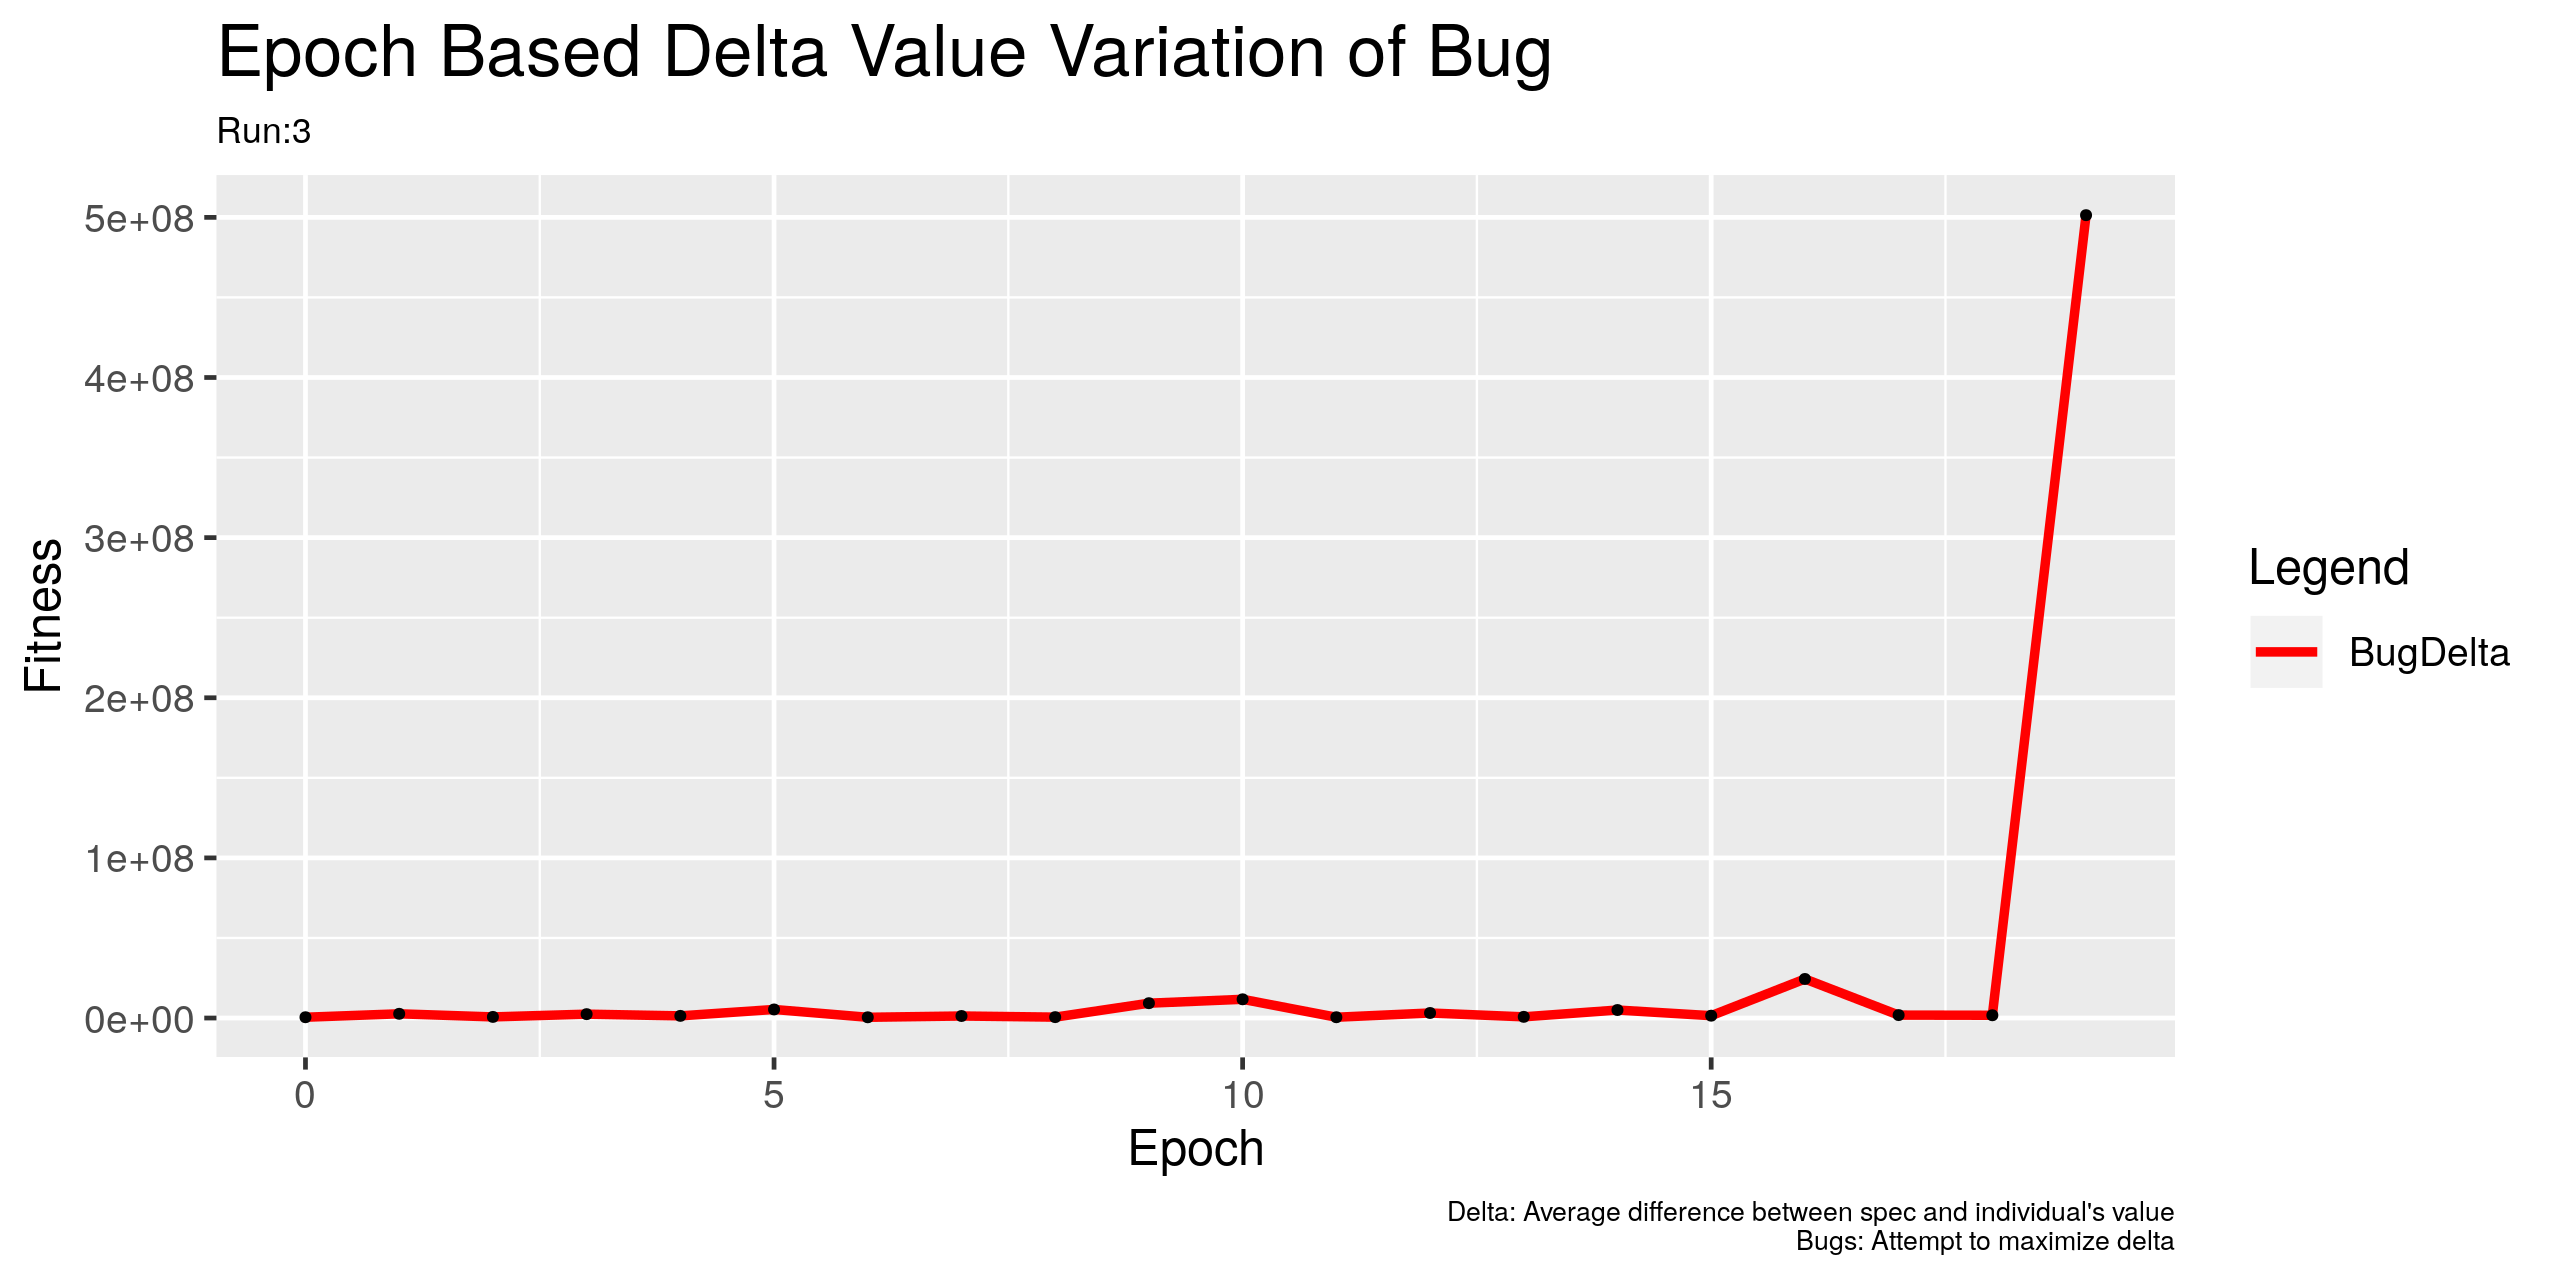 Epoch Based Delta Value Variation of Bug
Run:3
5e+08
4e+08
3e+08
2e+08
1e+08
0e+00
Fitness
0 5 10 15
Epoch
Legend
BugDelta
Delta: Average difference between spec and individual's value
Bugs: Attempt to maximize delta